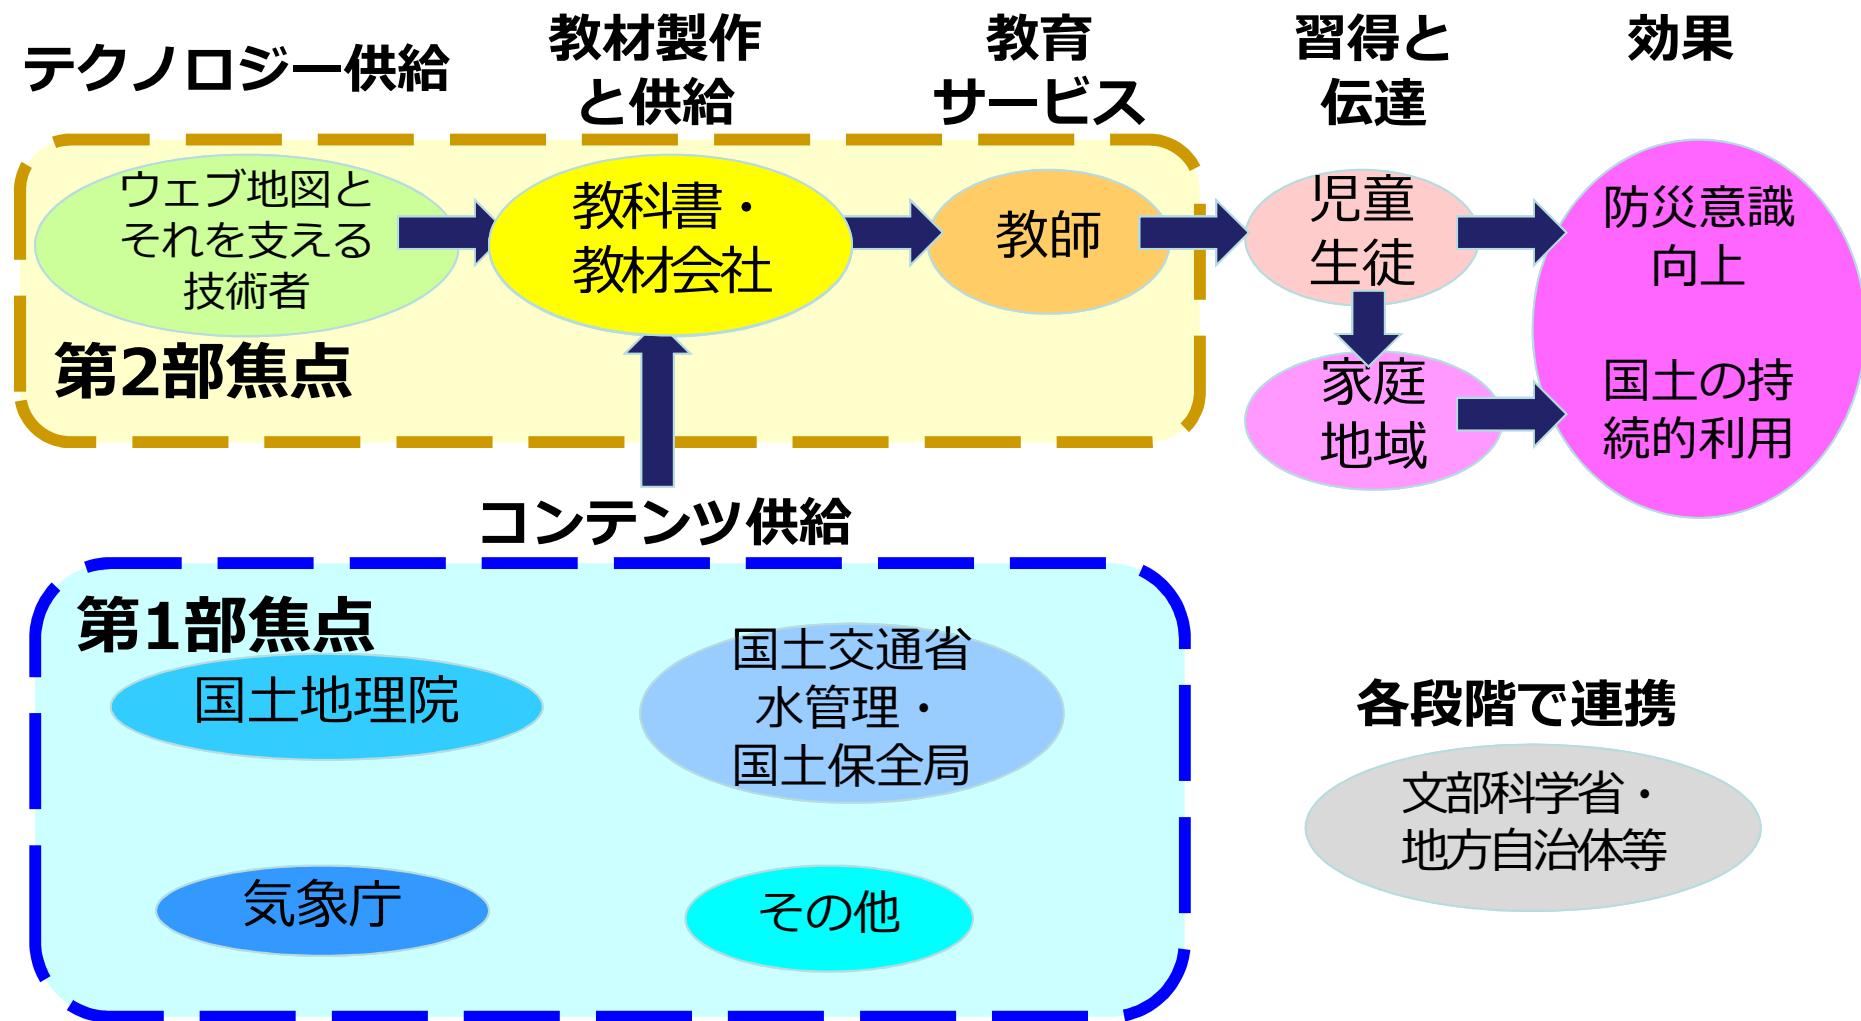 テクノロジー供給
教材製作
と供給
教育
サービス
習得と
伝達
効果
ウェブ地図と
それを支える
技術者
教科書・
教材会社
教師
児童
生徒
家庭
地域
防災意識
向上
国土の持
続的利用
第2部焦点
コンテンツ供給
第1部焦点
国土地理院
国土交通省
水管理・
国土保全局
気象庁
その他
各段階で連携
文部科学省・
地方自治体等